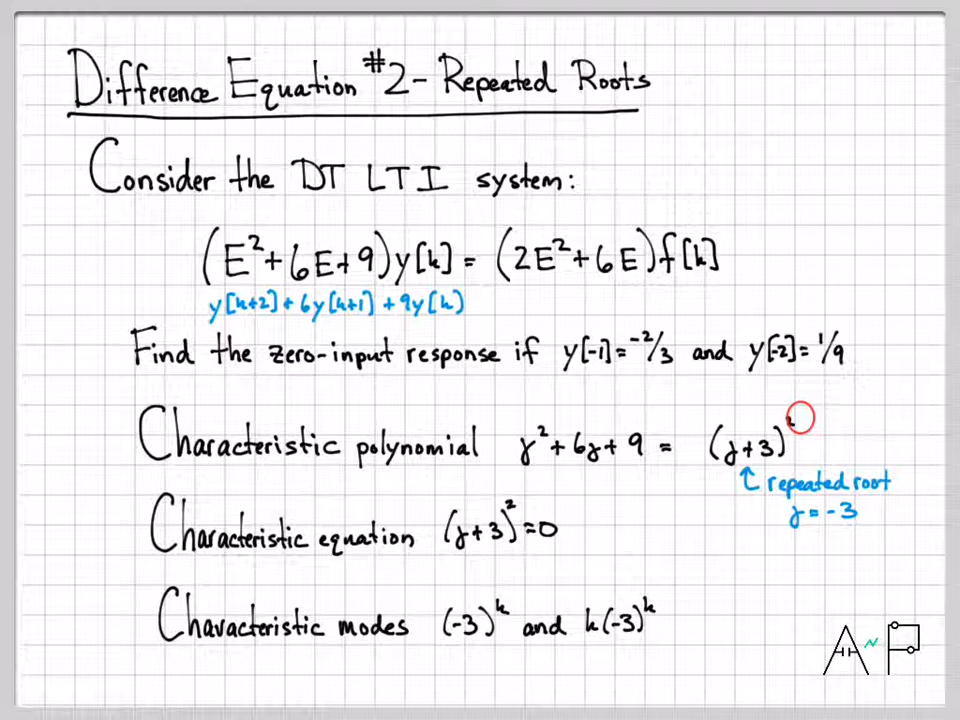 Difference Equation #2 - Repeated Roots
Consider the DT LTI system:
(E²+6E+9)y[k] = (2E²+6E)f[k]
y[k+2] + 6y[k+1] + 9y[k]
Find the zero-input response if y[-1]=-2/3 and y[-2]=1/9
Characteristic polynomial γ²+6γ+9 = (γ+3)²
↑ repeated root
γ=-3
Characteristic equation (γ+3)²=0
Characteristic modes (-3)ᵏ and k(-3)ᵏ